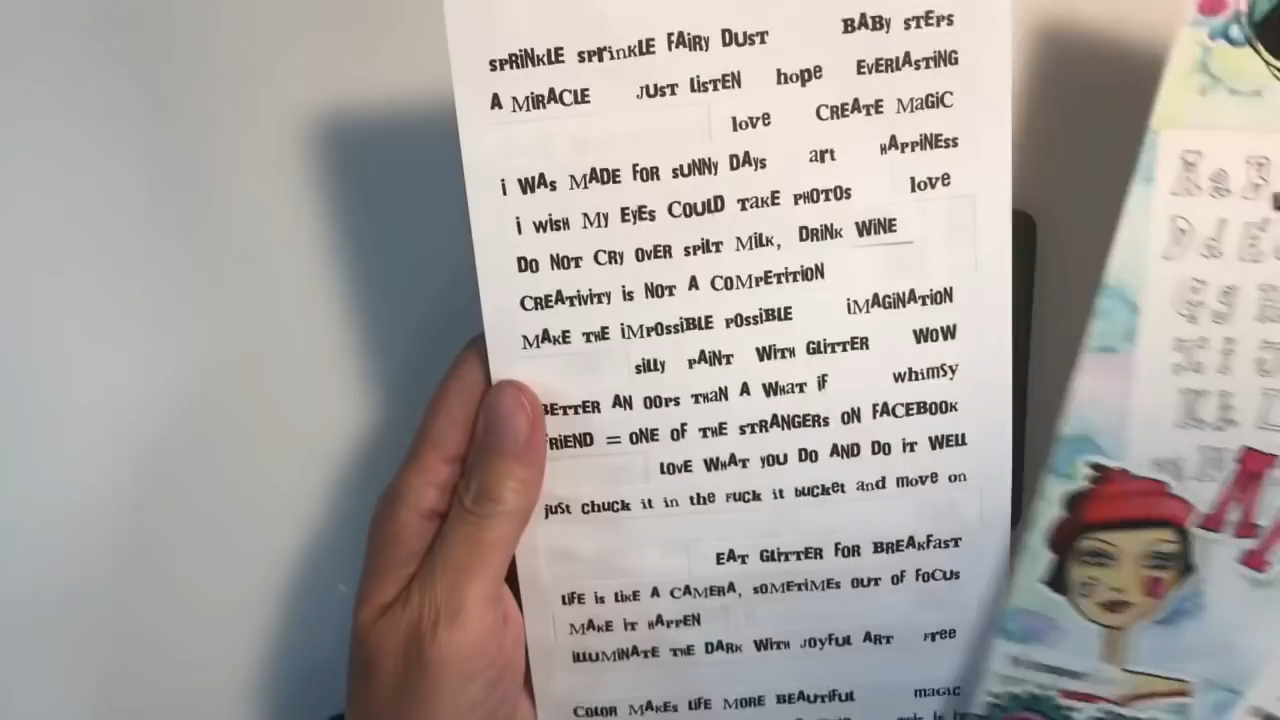 SPRiNKLE SPrinKLE FAiRY DUST BABY STEPS
A MiRACLE JUST LiSTEN hope EVERLASTiNG
love CREATE MaGiC
i WAs MADE FOR SUNNY DAYs art HAPPiNEss
i wisH MY EYES COULD TakE PHOTOS love
DO NOT CRY OVER SPiLT MiLK, DRiNK WiNE
CREAtivitY is NOT A COMPETiTiON
MAKE THE iMPOSSiBLE POSSiBLE iMAGiNATiON
silly PAiNT WiTH GLiTTER WOW
BETTER AN OOPS THaN A WHaT iF whimsy
FRiEND = ONE OF THE STRANGERs ON FACEBOOK
LOVE WHAT YOU DO AND DO iT WELL
just chuck it in the Fuck it bucket and move on
EAT GLiTTER FOR BREAKFAST
LiFE is LiKE A CAMERA, SOMETiMES OUT OF FOCUs
MAKE iT HAPPEN
iLLUMiNATE THE DARK WiTH JOYFUL ART Free
COLOR MAKEs LiFE MORE BEAUTiFUL magic